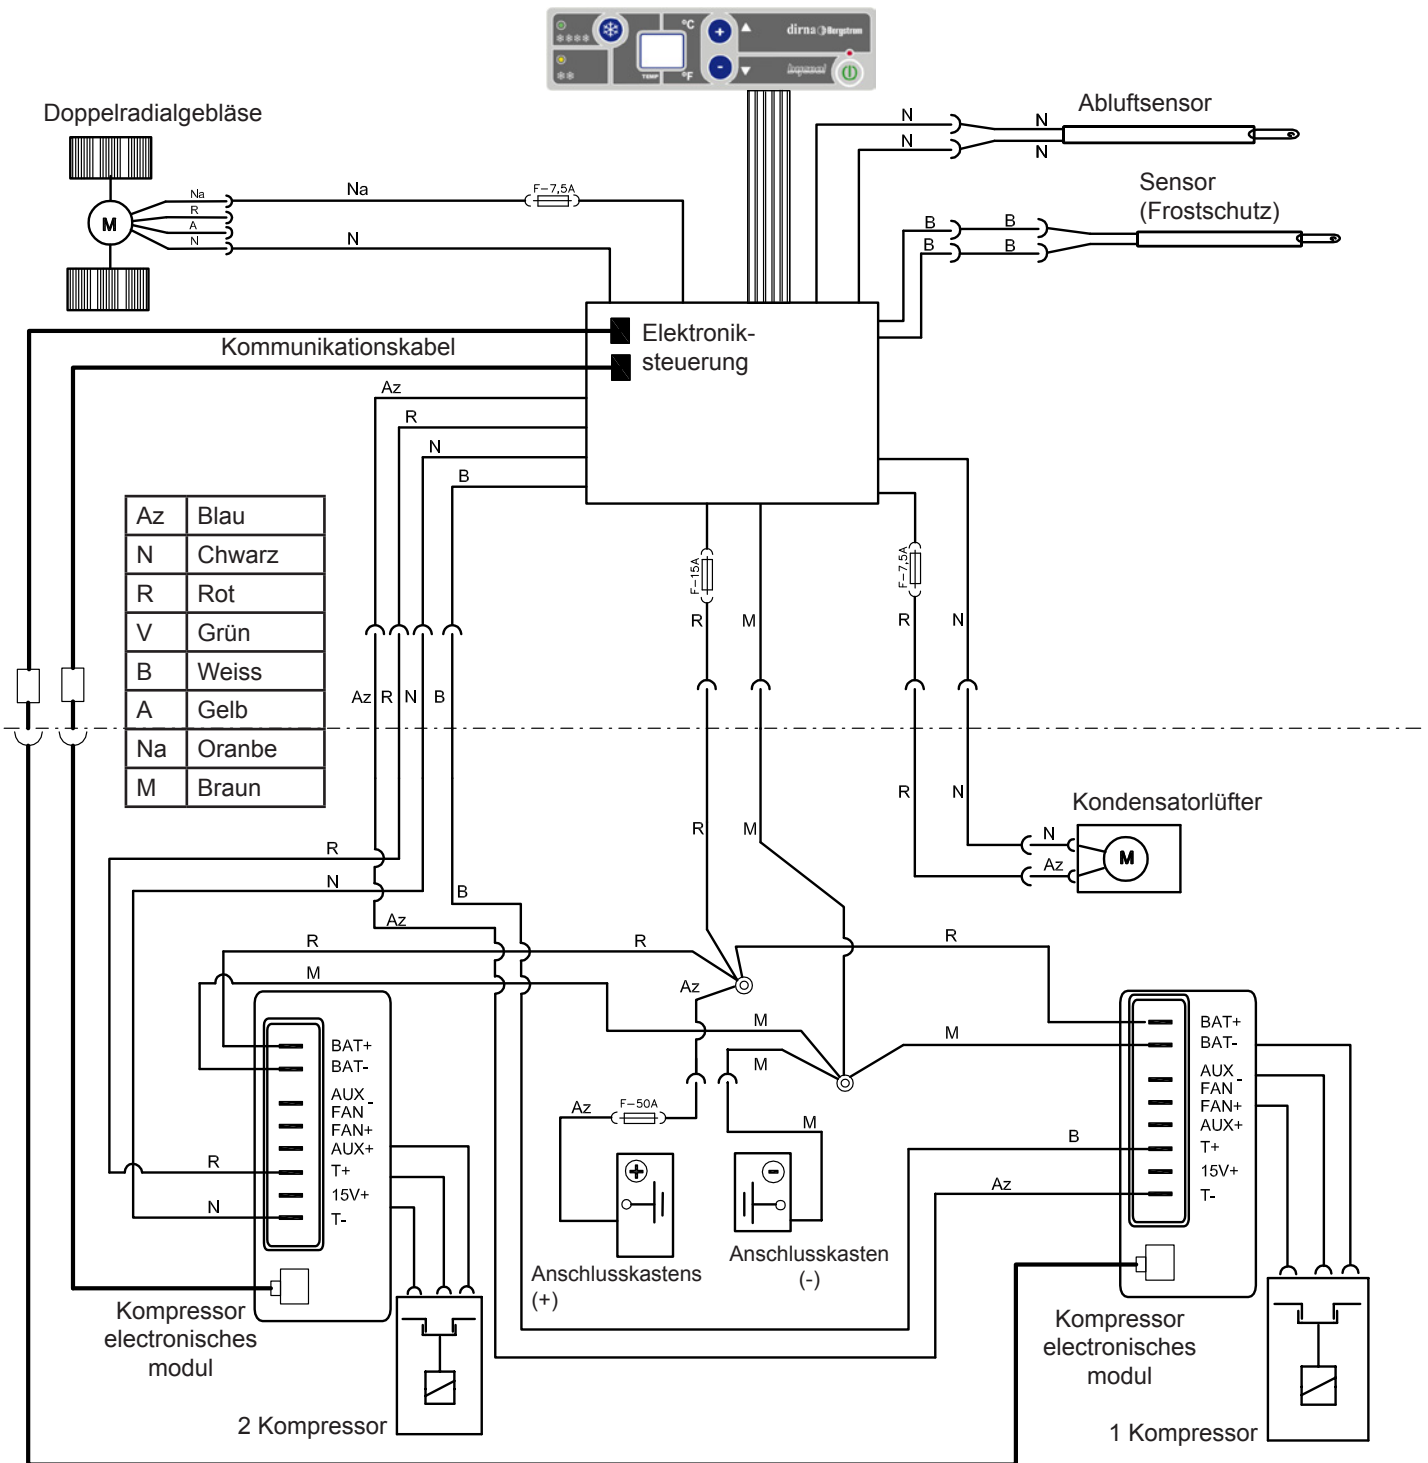 °C
+
dirna Bergstrom
-
TEMP
°F
Doppelradialgebläse
Abluftsensor
N
N
N
N
Sensor
(Frostschutz)
Na
R
A
N
M
Na
F-7,5A
N
B
B
B
B
Elektronik-
steuerung
Kommunikationskabel
Az
R
N
B
Az Blau
N Chwarz
R Rot
V Grün
B Weiss
A Gelb
Na Oranbe
M Braun
F-15A
F-7,5A
R
M
R
N
Az
R
N
B
R
M
R
N
Kondensatorlüfter
N
Az
M
R
N
B
Az
R
R
R
M
Az
M
M
M
BAT+
BAT-
AUX
FAN -
FAN+
AUX+
T+
15V+
T-
R
N
Az
F-50A
M
B
Az
BAT+
BAT-
AUX
FAN -
FAN+
AUX+
T+
15V+
T-
+
-
Anschlusskastens
(+)
Anschlusskasten
(-)
Kompressor
electronisches
modul
Kompressor
electronisches
modul
2 Kompressor
1 Kompressor